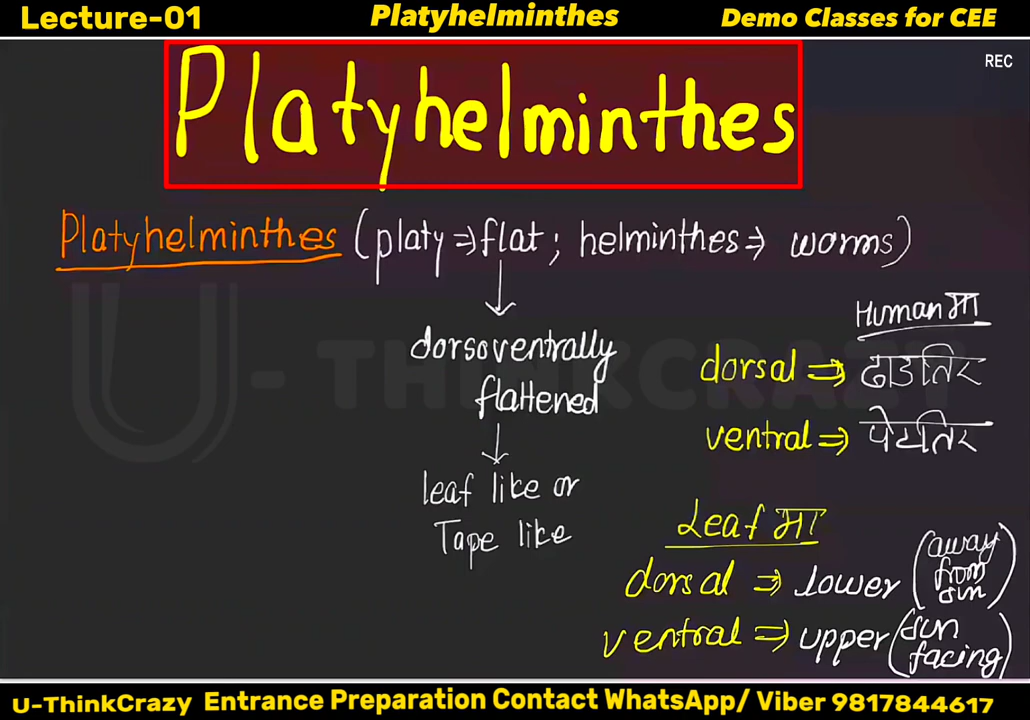 Lecture-01 Platyhelminthes Demo Classes for CEE
REC
Platyhelminthes
Platyhelminthes (platy ⇒ flat; helminthes ⇒ worms)
↓
dorsoventrally
flattened
↓
leaf like or
Tape like
Human मा
dorsal ⇒ ढाडतिर
ventral ⇒ पेटतिर
Leaf मा
dorsal ⇒ lower (away from sun)
ventral ⇒ upper (sun facing)
U - THINKCRAZY
U-ThinkCrazy Entrance Preparation Contact WhatsApp/ Viber 9817844617